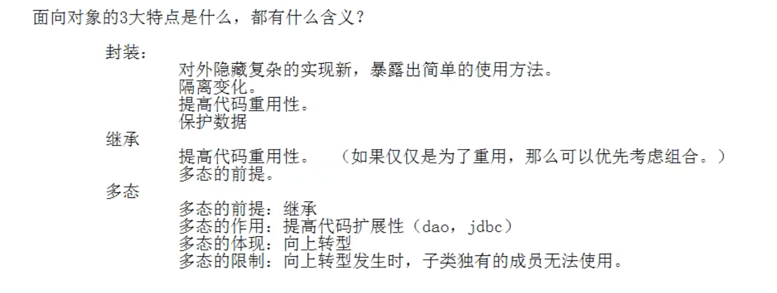 面向对象的3大特点是什么，都有什么含义？
封装：
对外隐藏复杂的实现新，暴露出简单的使用方法。
隔离变化。
提高代码重用性。
保护数据
继承
提高代码重用性。 （如果仅仅是为了重用，那么可以优先考虑组合。）
多态的前提。
多态
多态的前提：继承
多态的作用：提高代码扩展性（dao，jdbc）
多态的体现：向上转型
多态的限制：向上转型发生时，子类独有的成员无法使用。